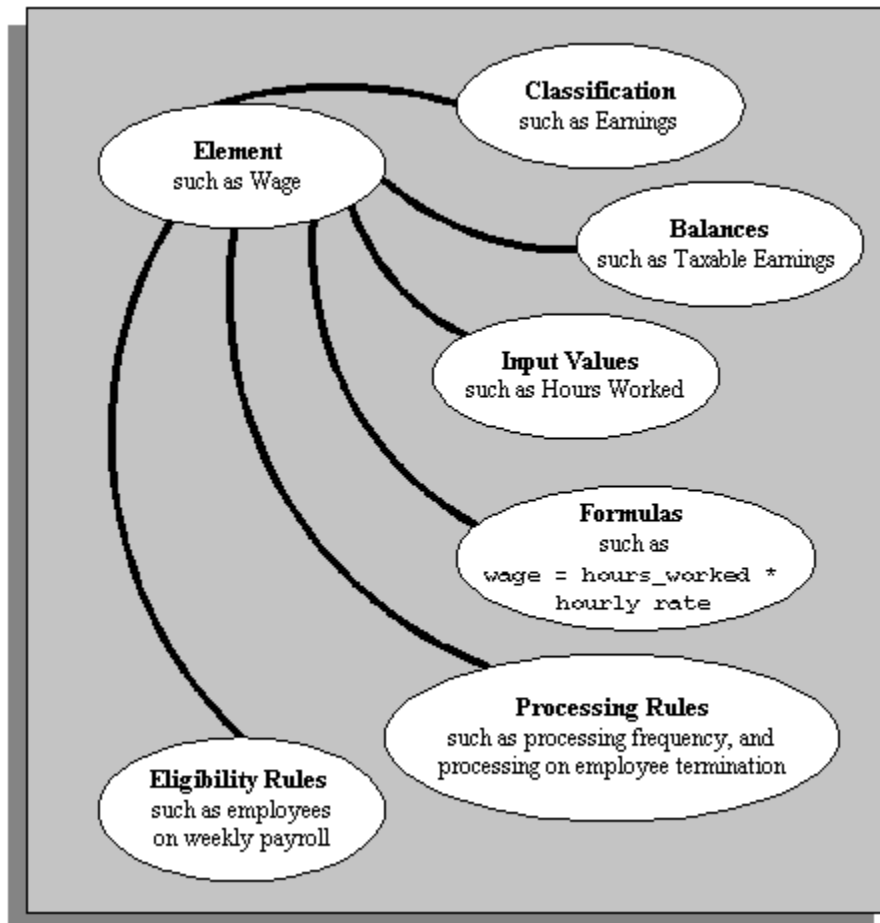 Classification
such as Earnings
Element
such as Wage
Balances
such as Taxable Earnings
Input Values
such as Hours Worked
Formulas
such as
wage = hours_worked *
hourly rate
Processing Rules
such as processing frequency, and
processing on employee termination
Eligibility Rules
such as employees
on weekly payroll